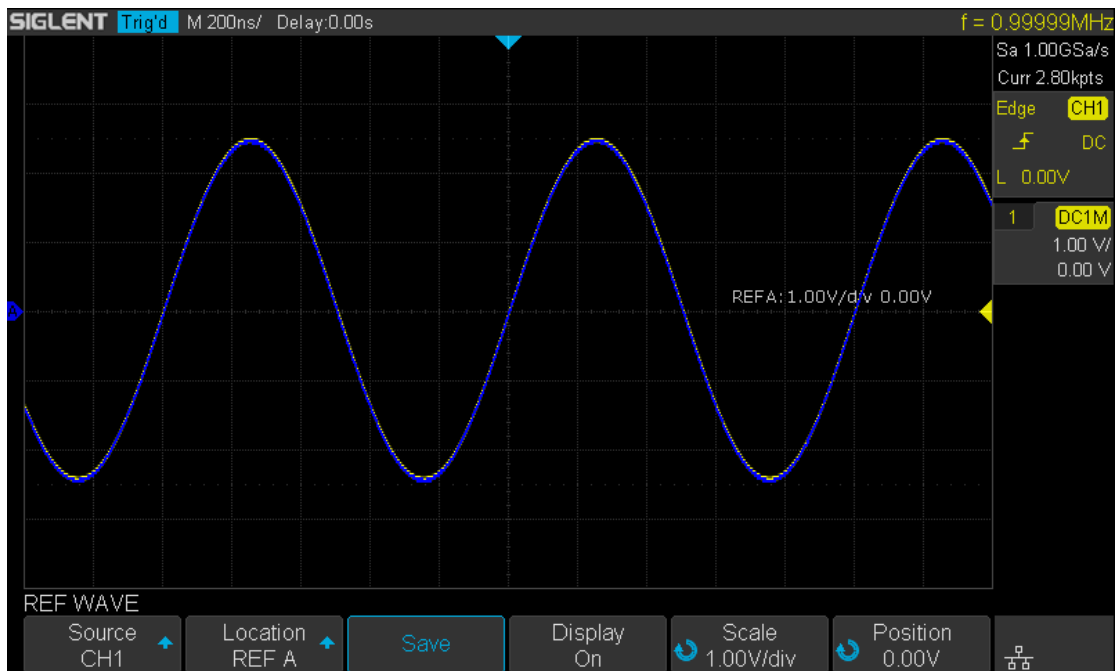 SIGLENT Trig'd M 200ns/ Delay:0.00s f = 0.99999MHz
Sa 1.00GSa/s
Curr 2.80kpts
Edge CH1
DC
L 0.00V
1 DC1M
1.00 V/
0.00 V
REFA:1.00V/div 0.00V
A
REF WAVE
Source
CH1
Location
REF A
Save
Display
On
Scale
1.00V/div
Position
0.00V